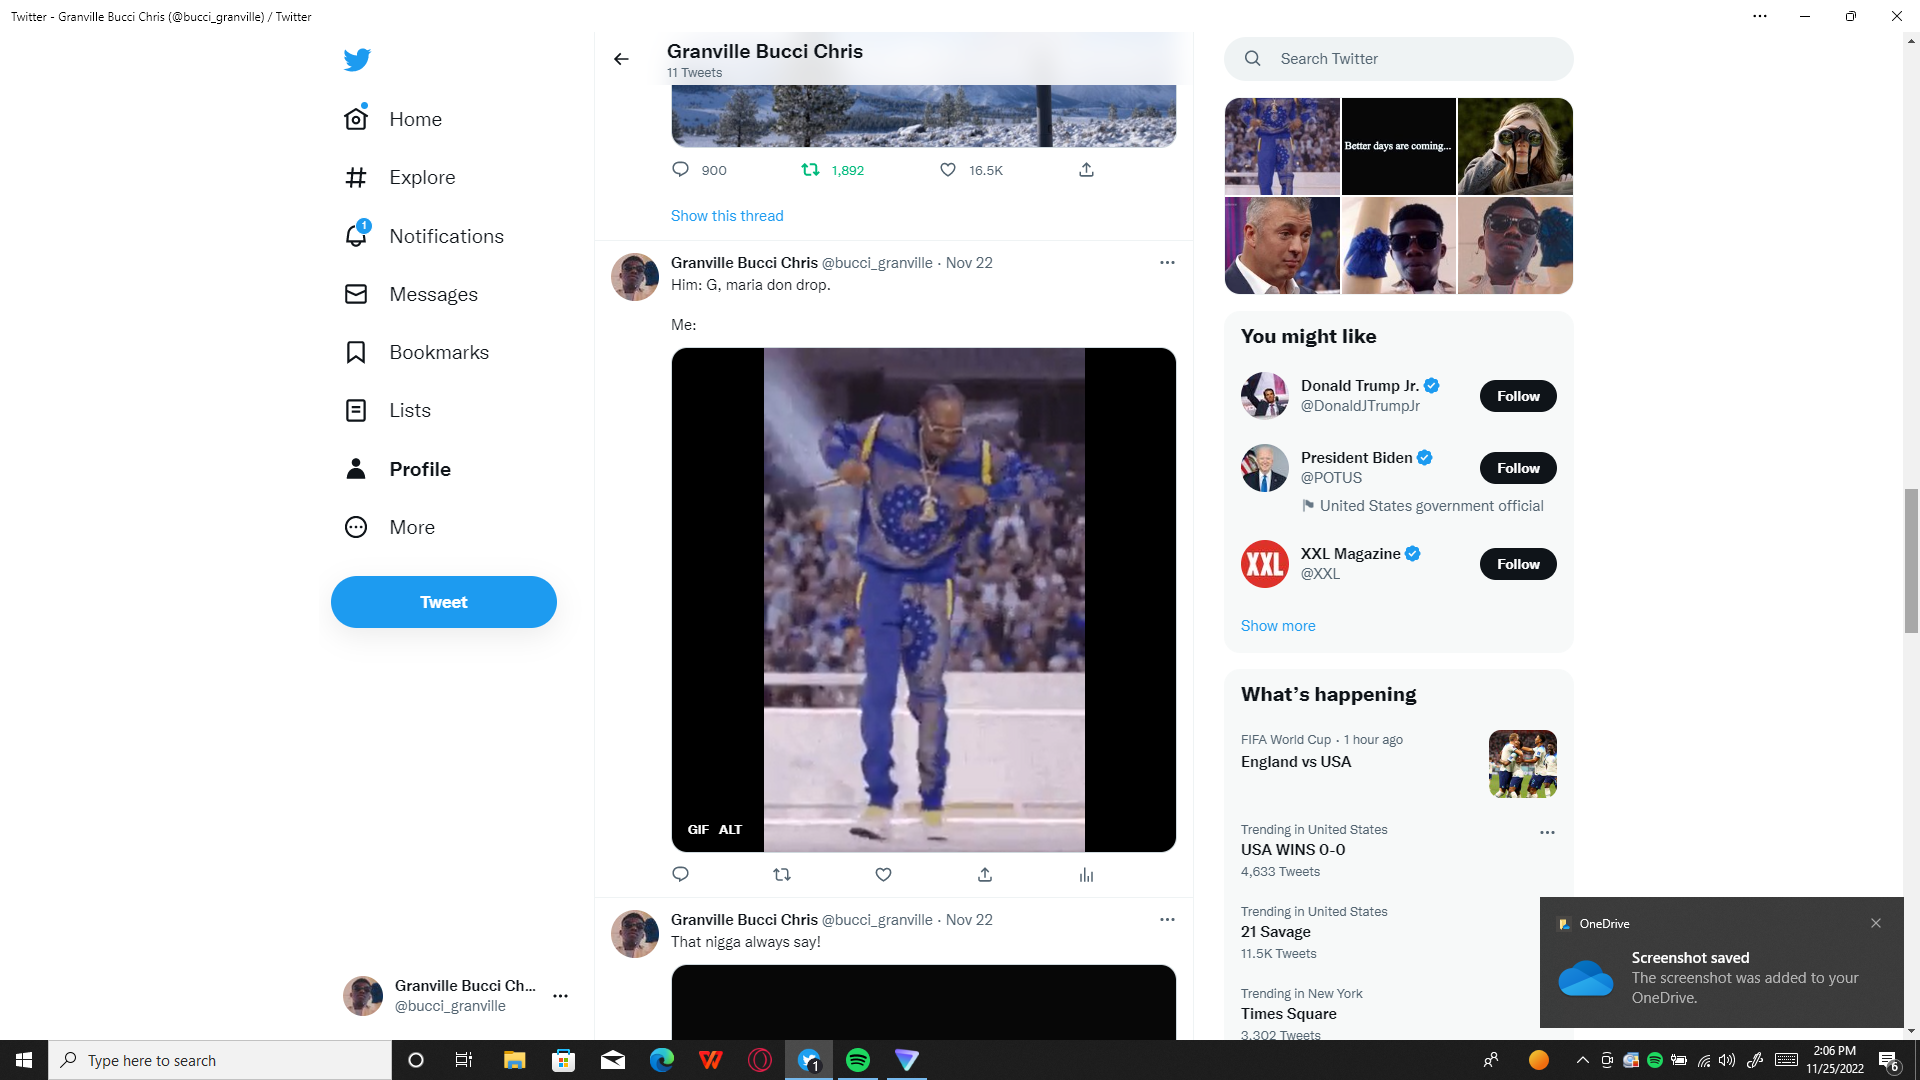 Twitter - Granville Bucci Chris (@bucci_granville) / Twitter
Home
Explore
1
Notifications
Messages
Bookmarks
Lists
Profile
More
Tweet
Granville Bucci Ch...
@bucci_granville
Granville Bucci Chris
11 Tweets
900
1,892
16.5K
Show this thread
Granville Bucci Chris @bucci_granville · Nov 22
Him: G, maria don drop.
Me:
GIF ALT
Granville Bucci Chris @bucci_granville · Nov 22
That nigga always say!
Search Twitter
Better days are coming...
You might like
Donald Trump Jr.
@DonaldJTrumpJr
Follow
President Biden
@POTUS
United States government official
Follow
XXL
XXL Magazine
@XXL
Follow
Show more
What's happening
FIFA World Cup · 1 hour ago
England vs USA
Trending in United States
USA WINS 0-0
4,633 Tweets
Trending in United States
21 Savage
11.5K Tweets
Trending in New York
Times Square
3,302 Tweets
OneDrive
Screenshot saved
The screenshot was added to your
OneDrive.
Type here to search
1
2:06 PM
11/25/2022
6